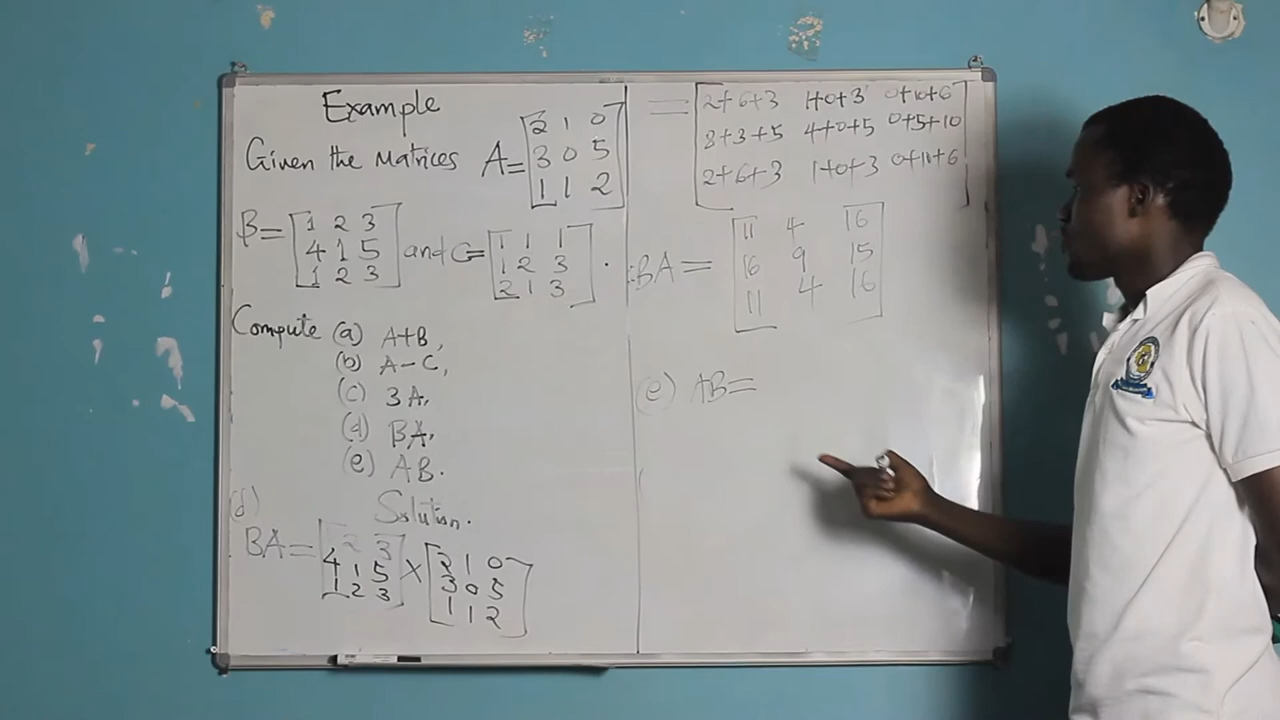 Example
Given the Matrices A= [2 1 0
3 0 5
1 1 2]
B= [1 2 3
4 1 5
1 2 3] and C= [1 1 1
1 2 3
2 1 3] .
Compute (a) A+B,
(b) A-C,
(c) 3A,
(d) BA,
(e) AB.
Solution.
(d)
BA= [2 3
4 1 5
1 2 3] × [2 1 0
3 0 5
1 1 2]
= [2+6+3 1+0+3 0+10+6
8+3+5 4+0+5 0+5+10
2+6+3 1+0+3 0+10+6]
∴BA = [11 4 16
16 9 15
11 4 16]
(e) AB=